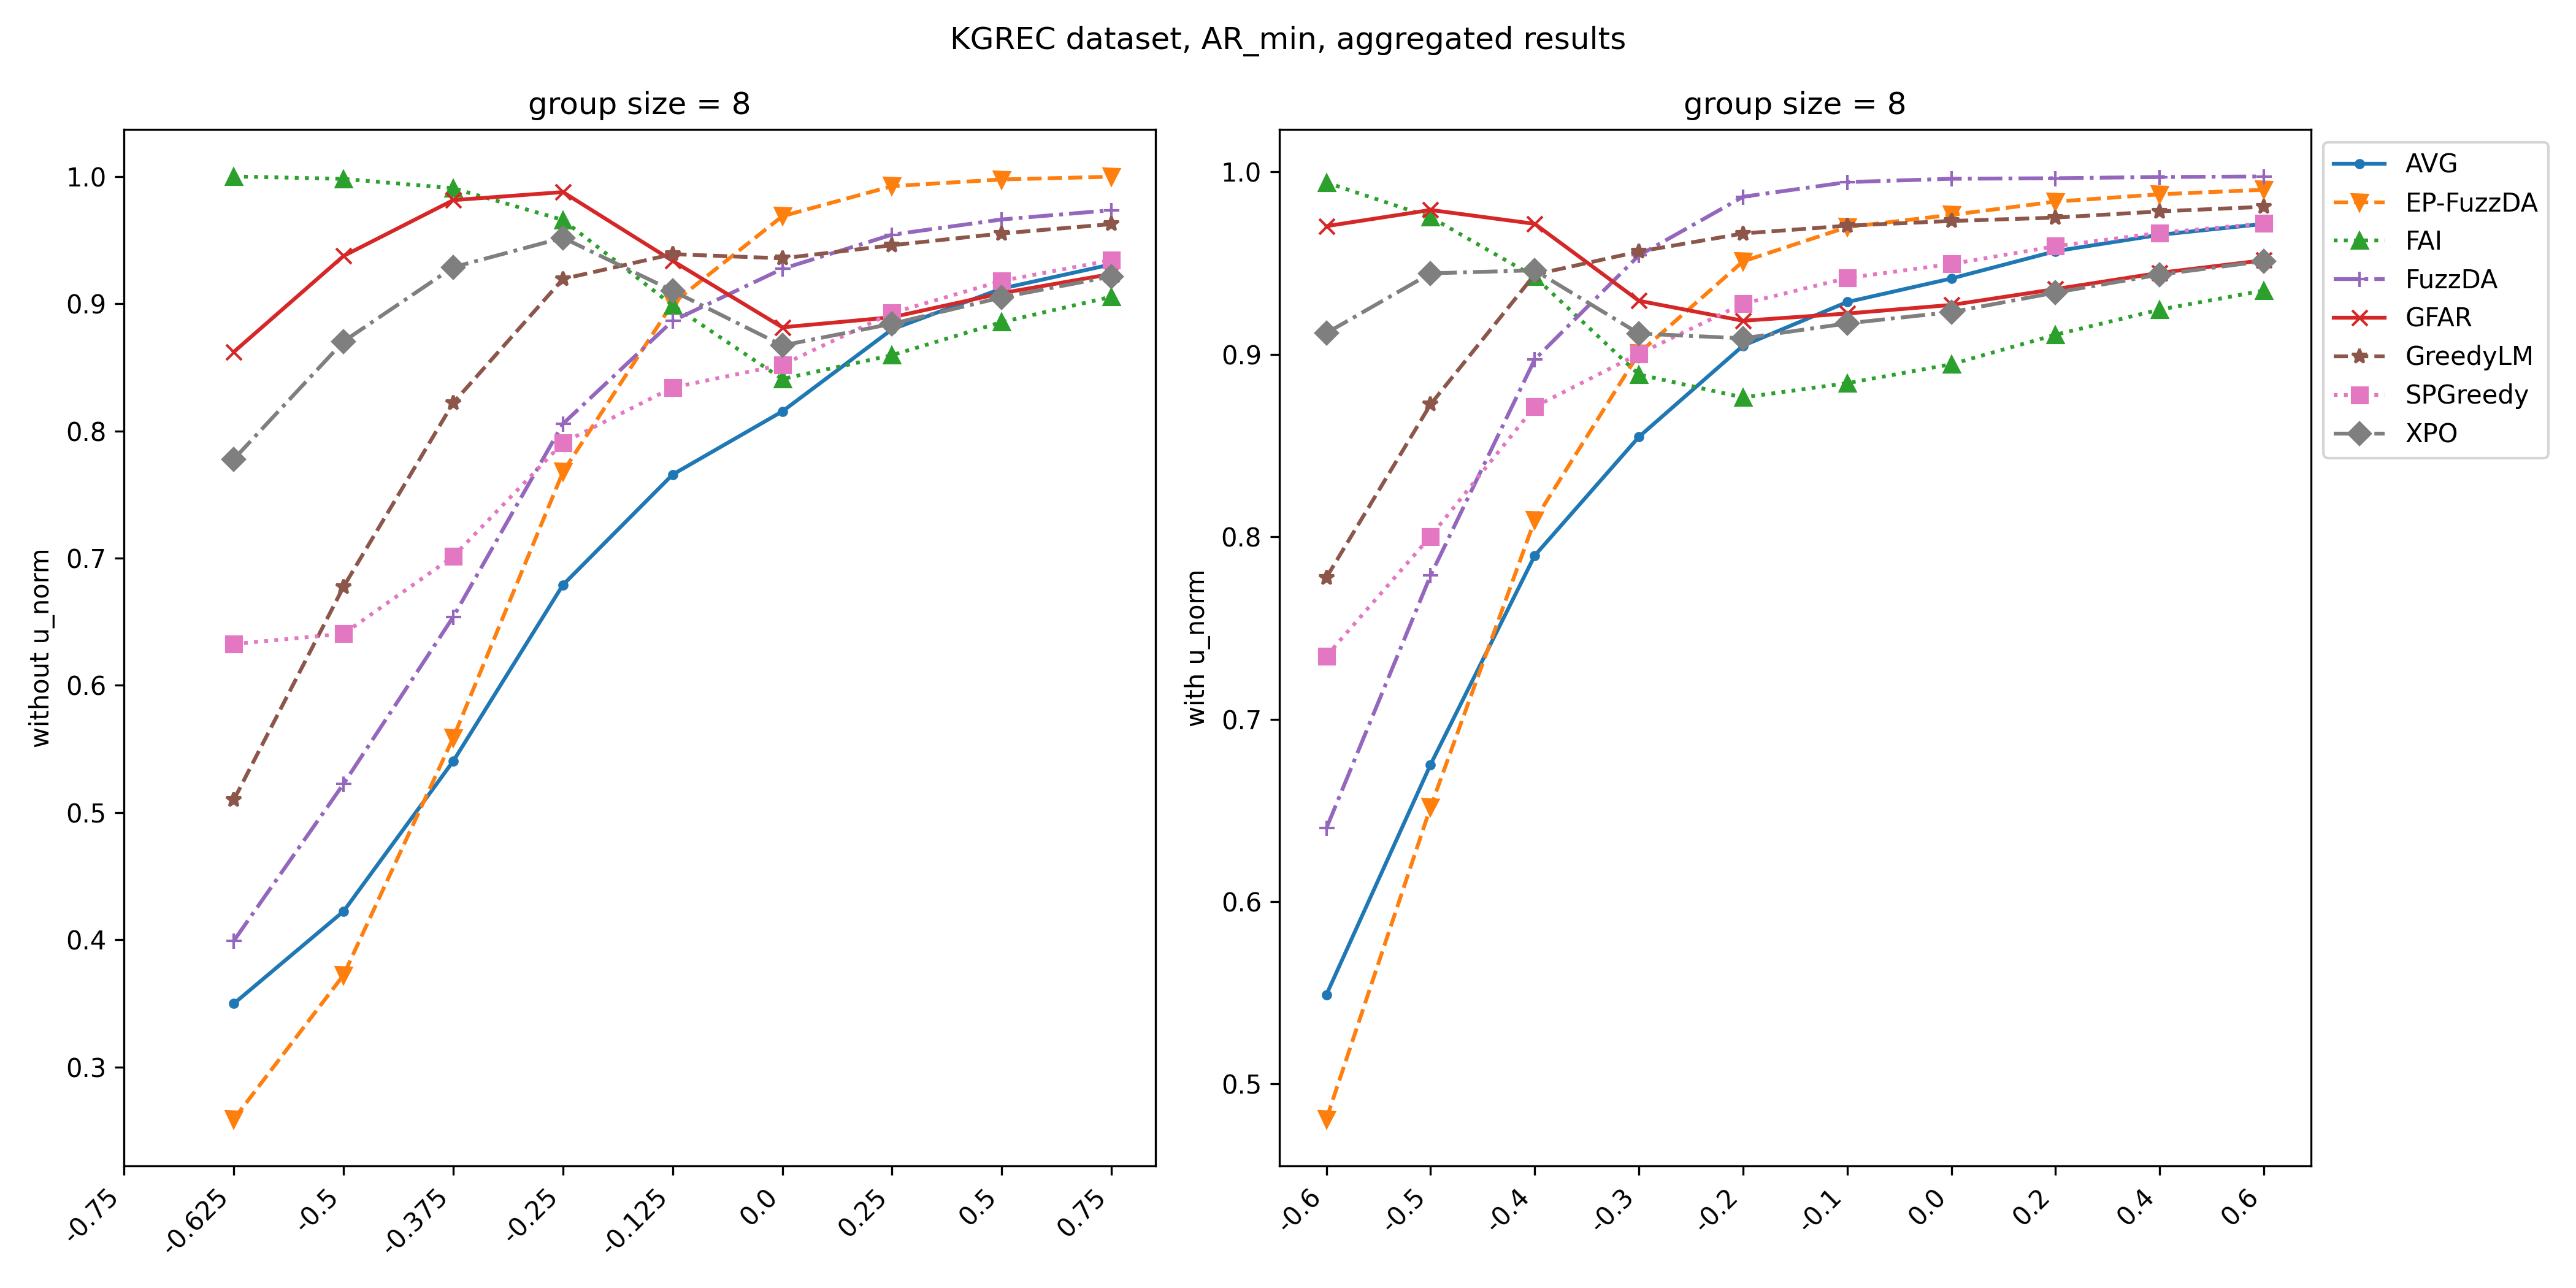 KGREC dataset, AR_min, aggregated results
group size = 8
without u_norm
1.0
0.9
0.8
0.7
0.6
0.5
0.4
0.3
-0.75
-0.625
-0.5
-0.375
-0.25
-0.125
0.0
0.25
0.5
0.75
group size = 8
with u_norm
1.0
0.9
0.8
0.7
0.6
0.5
-0.6
-0.5
-0.4
-0.3
-0.2
-0.1
0.0
0.2
0.4
0.6
AVG
EP-FuzzDA
FAI
FuzzDA
GFAR
GreedyLM
SPGreedy
XPO